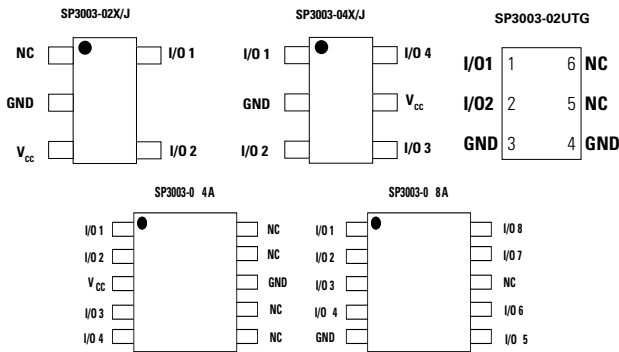 SP3003-02X/J
NC
I/O 1
GND
Vcc
I/O 2
SP3003-04X/J
I/O 1
I/O 4
GND
Vcc
I/O 2
I/O 3
SP3003-02UTG
I/O1 1 6 NC
I/O2 2 5 NC
GND 3 4 GND
SP3003-0 4A
I/O 1
NC
I/O 2
NC
V CC
GND
I/O 3
NC
I/O 4
NC
SP3003-0 8A
I/O 1
I/O 8
I/O 2
I/O 7
I/O 3
NC
I/O 4
I/O 6
GND
I/O 5